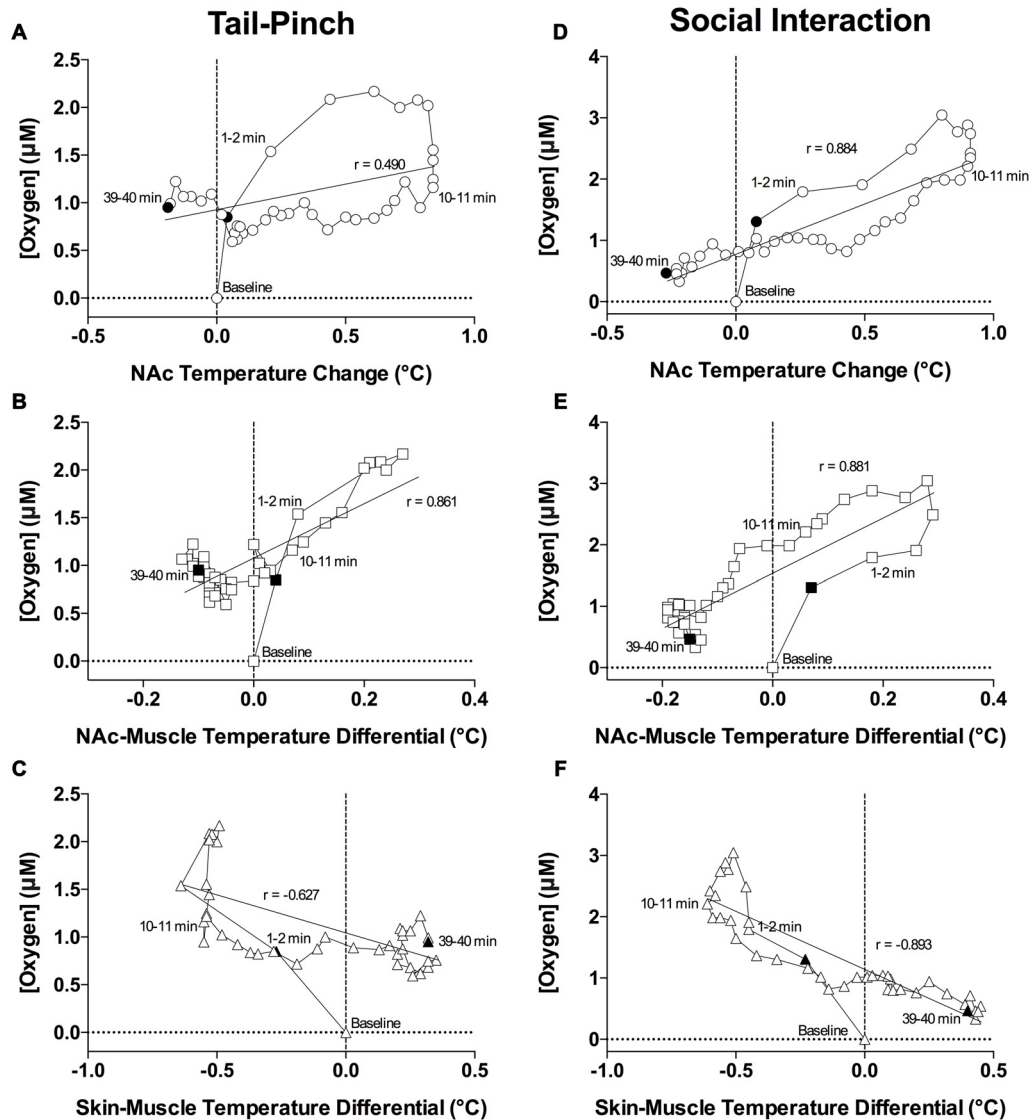 Tail-Pinch
Social Interaction
A
[Oxygen] (µM)
2.5
2.0
1.5
1.0
0.5
0.0
1-2 min
r = 0.490
39-40 min
10-11 min
Baseline
-0.5
0.0
0.5
1.0
NAc Temperature Change (°C)
D
[Oxygen] (µM)
4
3
2
1
0
r = 0.884
1-2 min
10-11 min
39-40 min
Baseline
-0.5
0.0
0.5
1.0
NAc Temperature Change (°C)
B
[Oxygen] (µM)
2.5
2.0
1.5
1.0
0.5
0.0
1-2 min
r = 0.861
10-11 min
39-40 min
Baseline
-0.2
0.0
0.2
0.4
NAc-Muscle Temperature Differential (°C)
E
[Oxygen] (µM)
4
3
2
1
0
r = 0.881
10-11 min
1-2 min
39-40 min
Baseline
-0.2
0.0
0.2
0.4
NAc-Muscle Temperature Differential (°C)
C
[Oxygen] (µM)
2.5
2.0
1.5
1.0
0.5
0.0
r = -0.627
10-11 min
1-2 min
39-40 min
Baseline
-1.0
-0.5
0.0
0.5
Skin-Muscle Temperature Differential (°C)
F
[Oxygen] (µM)
4
3
2
1
0
10-11 min
1-2 min
r = -0.893
39-40 min
Baseline
-1.0
-0.5
0.0
0.5
Skin-Muscle Temperature Differential (°C)